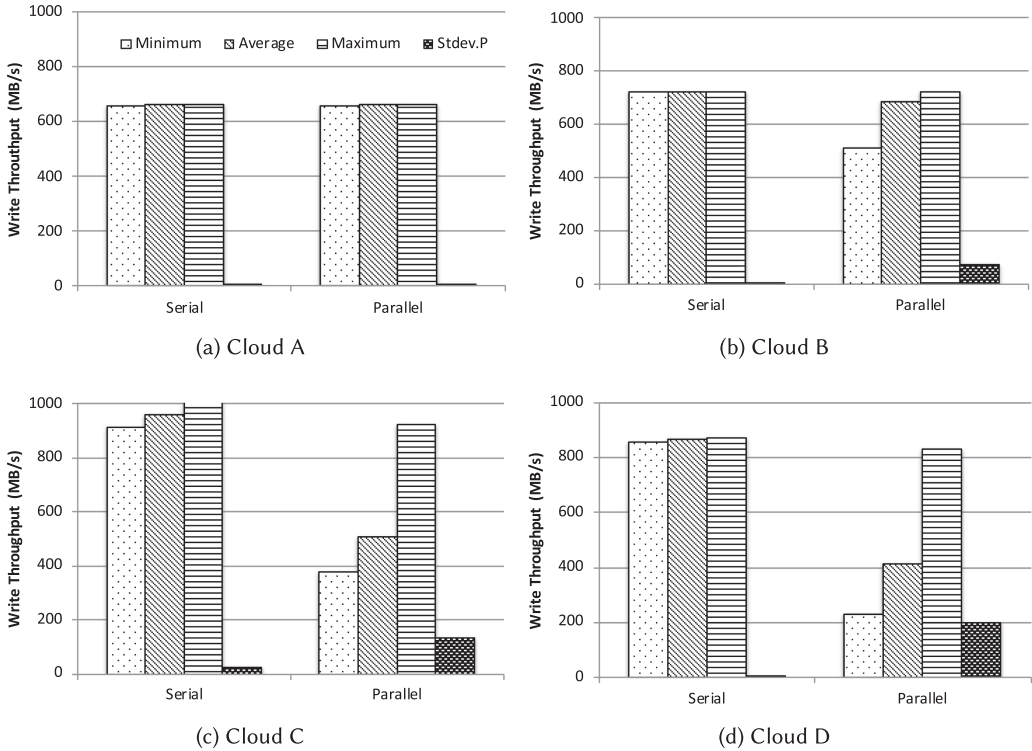 1000
800
600
400
200
0
Write Throuthput (MB/s)
Minimum Average Maximum Stdev.P
Serial Parallel
(a) Cloud A
1000
800
600
400
200
0
Write Throughput (MB/s)
Serial Parallel
(b) Cloud B
1000
800
600
400
200
0
Write Throughput (MB/s)
Serial Parallel
(c) Cloud C
1000
800
600
400
200
0
Write Throughput (MB/s)
Serial Parallel
(d) Cloud D